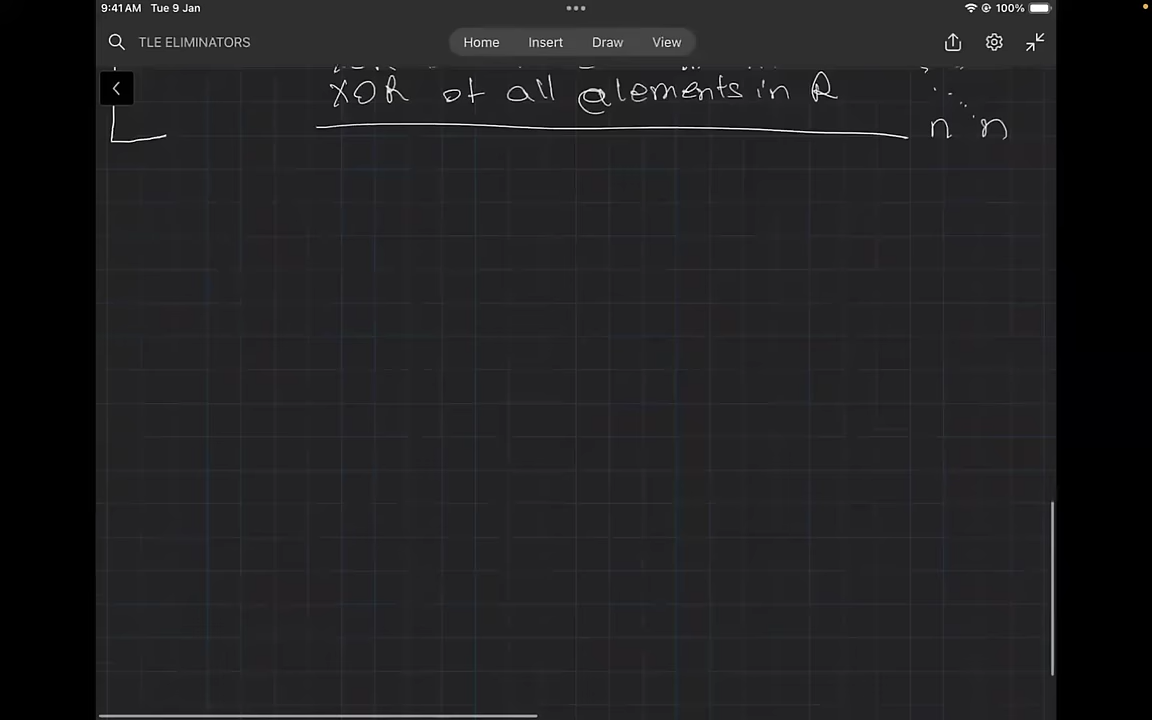 9:41 AM Tue 9 Jan
100%
TLE ELIMINATORS
Home Insert Draw View
XOR of all elements in R
n n